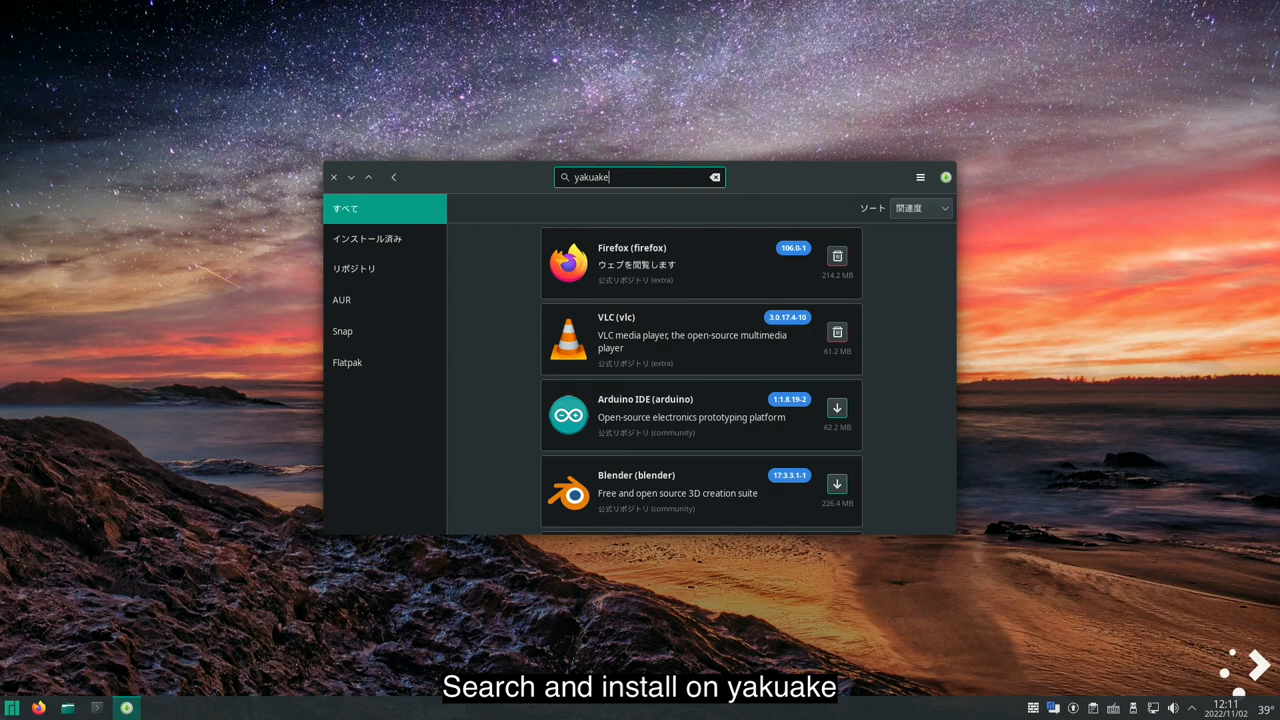 yakuake
すべて
ソート 関連度
インストール済み
リポジトリ
AUR
Snap
Flatpak
Firefox (firefox) 106.0-1
ウェブを閲覧します
公式リポジトリ (extra)
214.2 MB
VLC (vlc) 3.0.17.4-10
VLC media player, the open-source multimedia
player
公式リポジトリ (extra)
61.2 MB
Arduino IDE (arduino) 1:1.8.19-2
Open-source electronics prototyping platform
公式リポジトリ (community)
62.2 MB
Blender (blender) 17:3.3.1-1
Free and open source 3D creation suite
公式リポジトリ (community)
226.4 MB
Search and install on yakuake
12:11
2022/11/02
39°